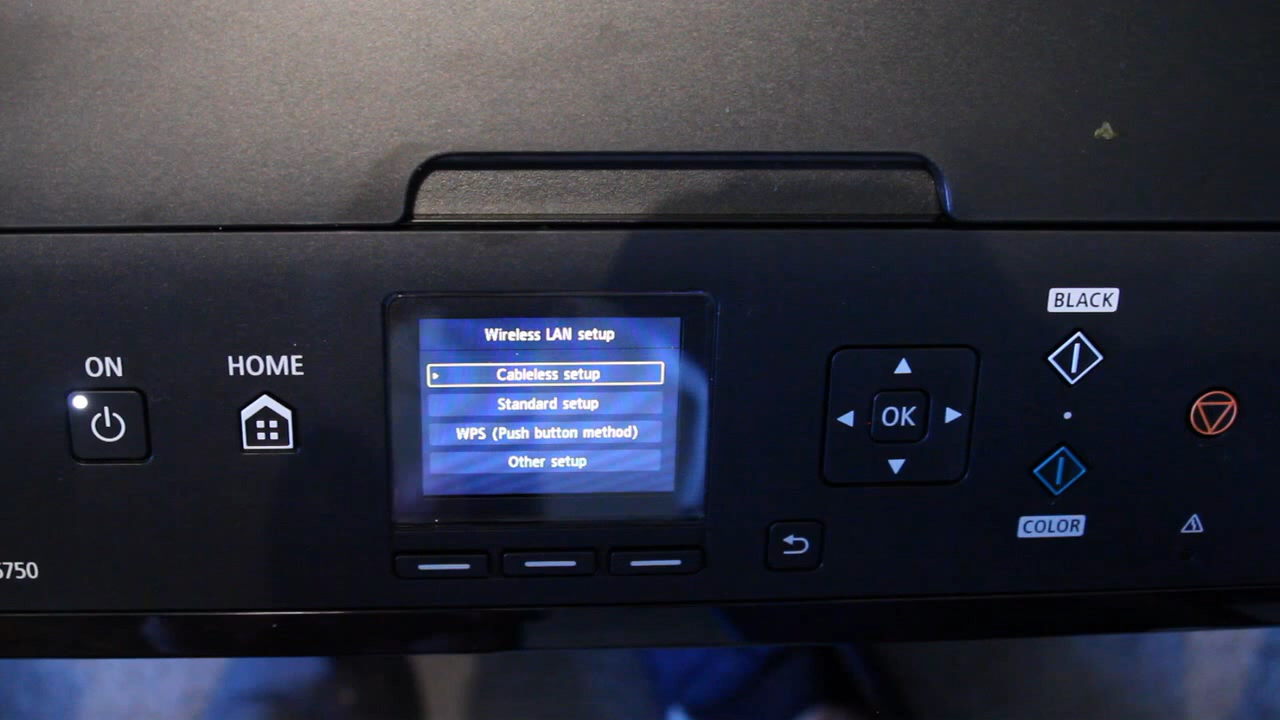 BLACK
ON
HOME
Wireless LAN setup
Cableless setup
Standard setup
WPS (Push button method)
Other setup
OK
COLOR
5750